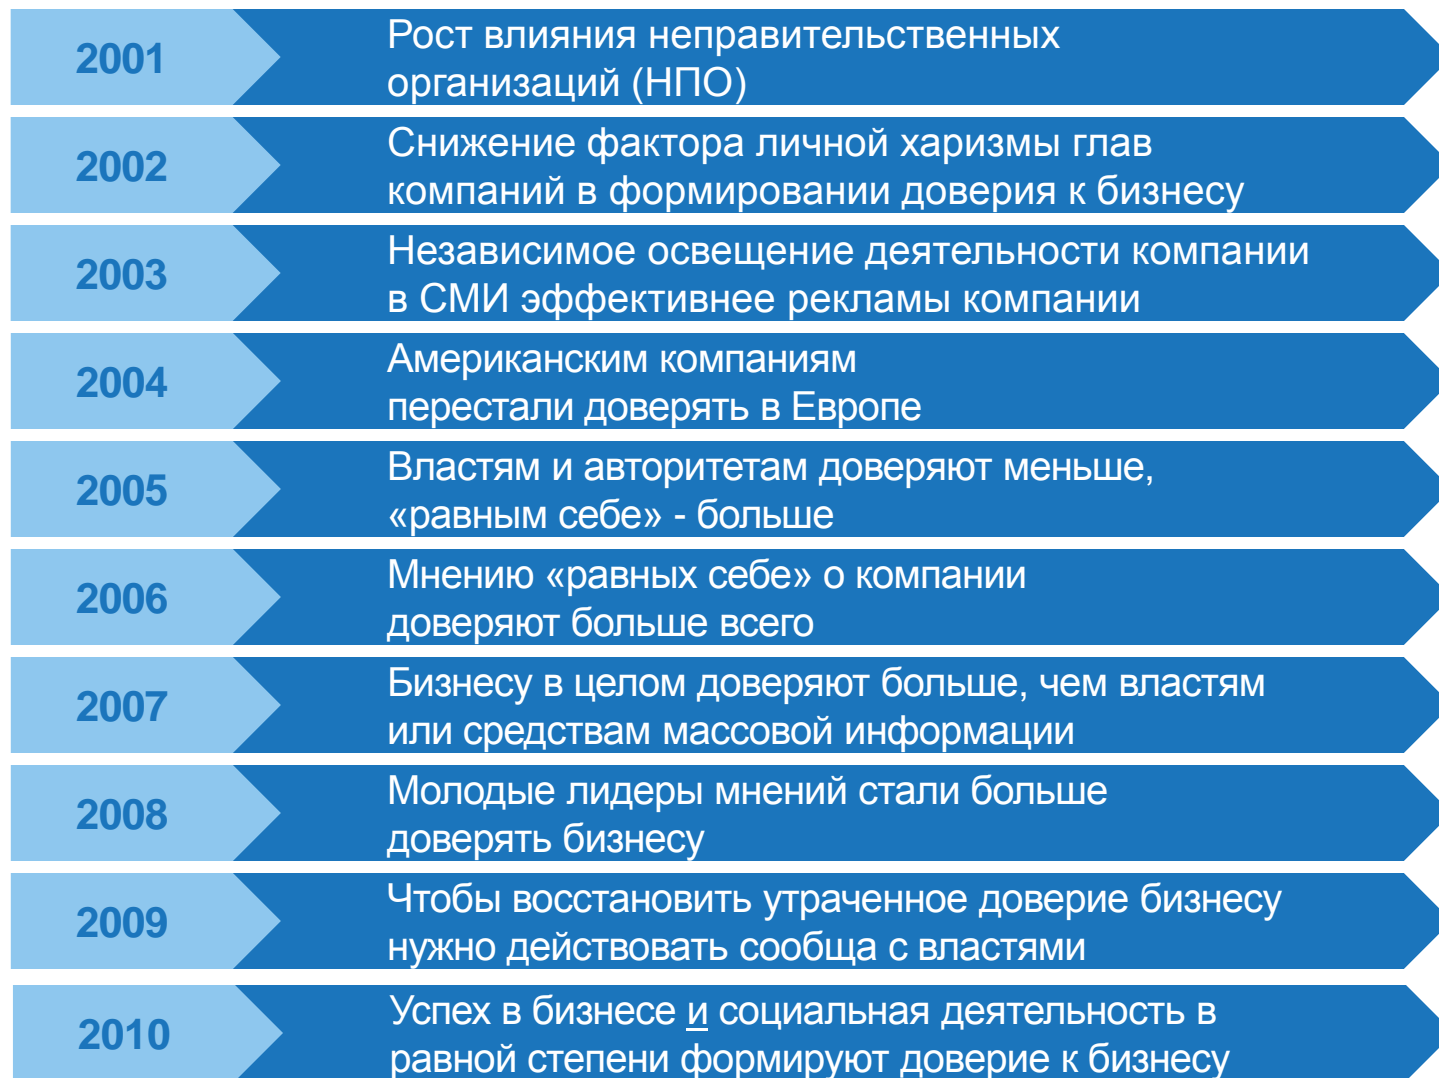 2001
Рост влияния неправительственных
организаций (НПО)
2002
Снижение фактора личной харизмы глав
компаний в формировании доверия к бизнесу
2003
Независимое освещение деятельности компании
в СМИ эффективнее рекламы компании
2004
Американским компаниям
перестали доверять в Европе
2005
Властям и авторитетам доверяют меньше,
«равным себе» - больше
2006
Мнению «равных себе» о компании
доверяют больше всего
2007
Бизнесу в целом доверяют больше, чем властям
или средствам массовой информации
2008
Молодые лидеры мнений стали больше
доверять бизнесу
2009
Чтобы восстановить утраченное доверие бизнесу
нужно действовать сообща с властями
2010
Успех в бизнесе и социальная деятельность в
равной степени формируют доверие к бизнесу